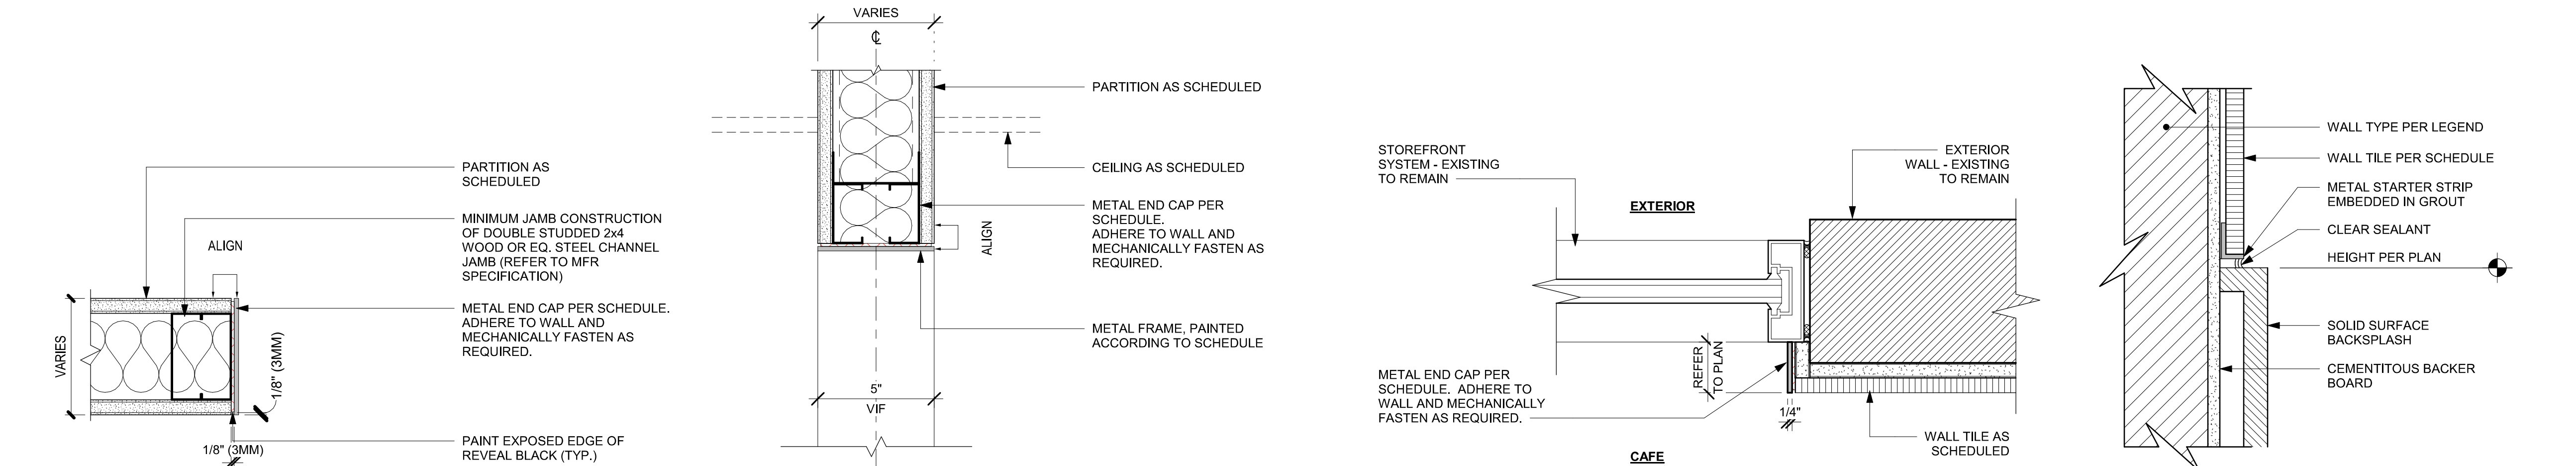 PARTITION AS
SCHEDULED
MINIMUM JAMB CONSTRUCTION
OF DOUBLE STUDDED 2x4
WOOD OR EQ. STEEL CHANNEL
JAMB (REFER TO MFR
SPECIFICATION)
ALIGN
METAL END CAP PER SCHEDULE.
ADHERE TO WALL AND
MECHANICALLY FASTEN AS
REQUIRED.
VARIES
1/8" (3MM)
1/8" (3MM)
PAINT EXPOSED EDGE OF
REVEAL BLACK (TYP.)
VARIES
℄
PARTITION AS SCHEDULED
CEILING AS SCHEDULED
METAL END CAP PER
SCHEDULE.
ADHERE TO WALL AND
MECHANICALLY FASTEN AS
REQUIRED.
ALIGN
METAL FRAME, PAINTED
ACCORDING TO SCHEDULE
5"
VIF
STOREFRONT
SYSTEM - EXISTING
TO REMAIN
EXTERIOR
EXTERIOR
WALL - EXISTING
TO REMAIN
REFER
TO PLAN
METAL END CAP PER
SCHEDULE.  ADHERE TO
WALL AND MECHANICALLY
FASTEN AS REQUIRED.
1/4"
WALL TILE AS
SCHEDULED
CAFE
WALL TYPE PER LEGEND
WALL TILE PER SCHEDULE
METAL STARTER STRIP
EMBEDDED IN GROUT
CLEAR SEALANT
HEIGHT PER PLAN
SOLID SURFACE
BACKSPLASH
CEMENTITOUS BACKER
BOARD